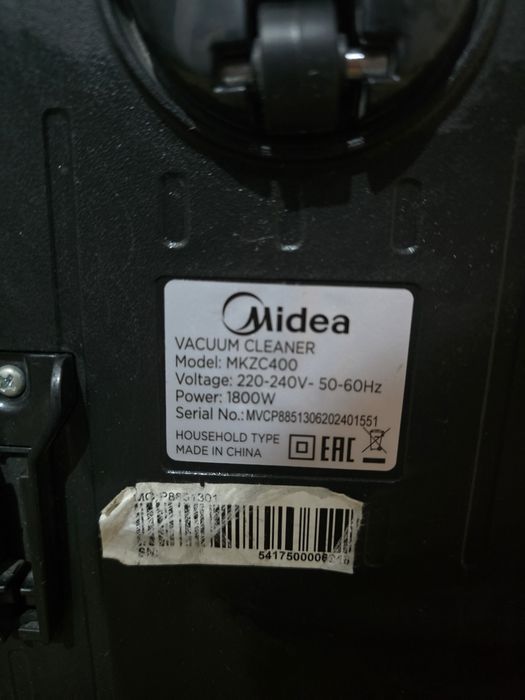 Midea
VACUUM CLEANER
Model: MKZC400
Voltage: 220-240V~ 50-60Hz
Power: 1800W
Serial No.: MVCP8851306202401551
HOUSEHOLD TYPE
MADE IN CHINA
EAC
SN: